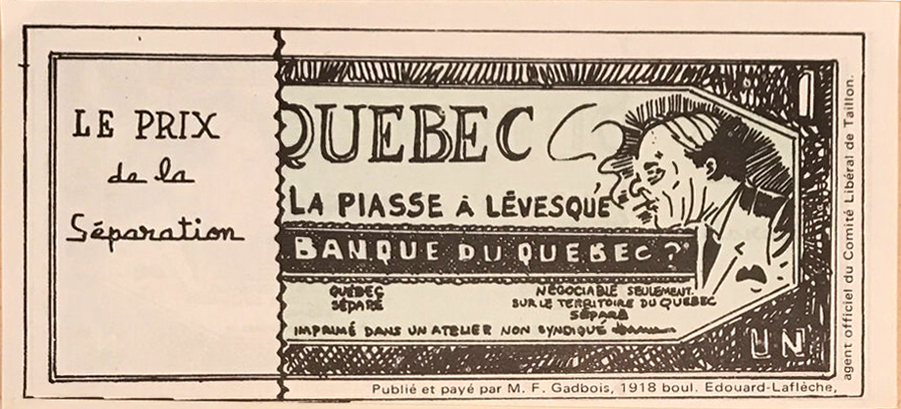 LE PRIX
de la
Séparation
QUEBEC
LA PIASSE À LÉVESQUE
BANQUE DU QUEBEC?
QUÉBEC
SÉPARÉ
NÉGOCIABLE SEULEMENT
SUR LE TERRITOIRE DU QUEBEC
SÉPARÉ
IMPRIMÉ DANS UN ATELIER NON SYNDIQUÉ
UN
Publié et payé par M. F. Gadbois, 1918 boul. Edouard-Laflèche,
agent officiel du Comité Libéral de Taillon.